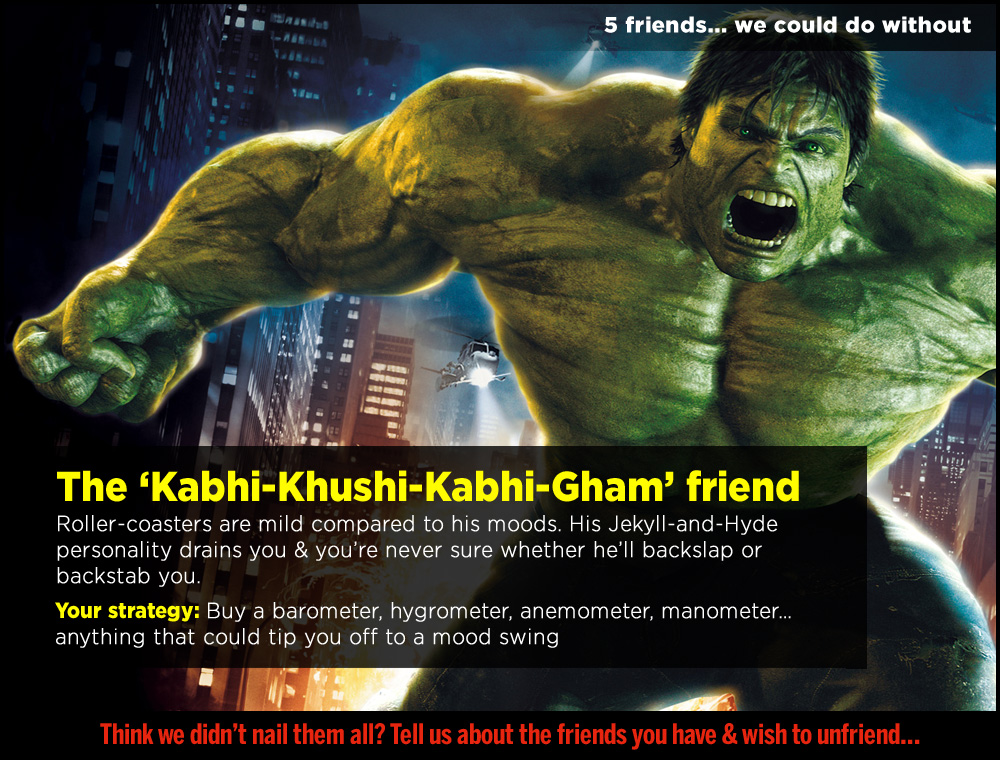 5 friends... we could do without
The ‘Kabhi-Khushi-Kabhi-Gham’ friend
Roller-coasters are mild compared to his moods. His Jekyll-and-Hyde
personality drains you & you’re never sure whether he’ll backslap or
backstab you.
Your strategy: Buy a barometer, hygrometer, anemometer, manometer...
anything that could tip you off to a mood swing
Think we didn’t nail them all? Tell us about the friends you have & wish to unfriend...